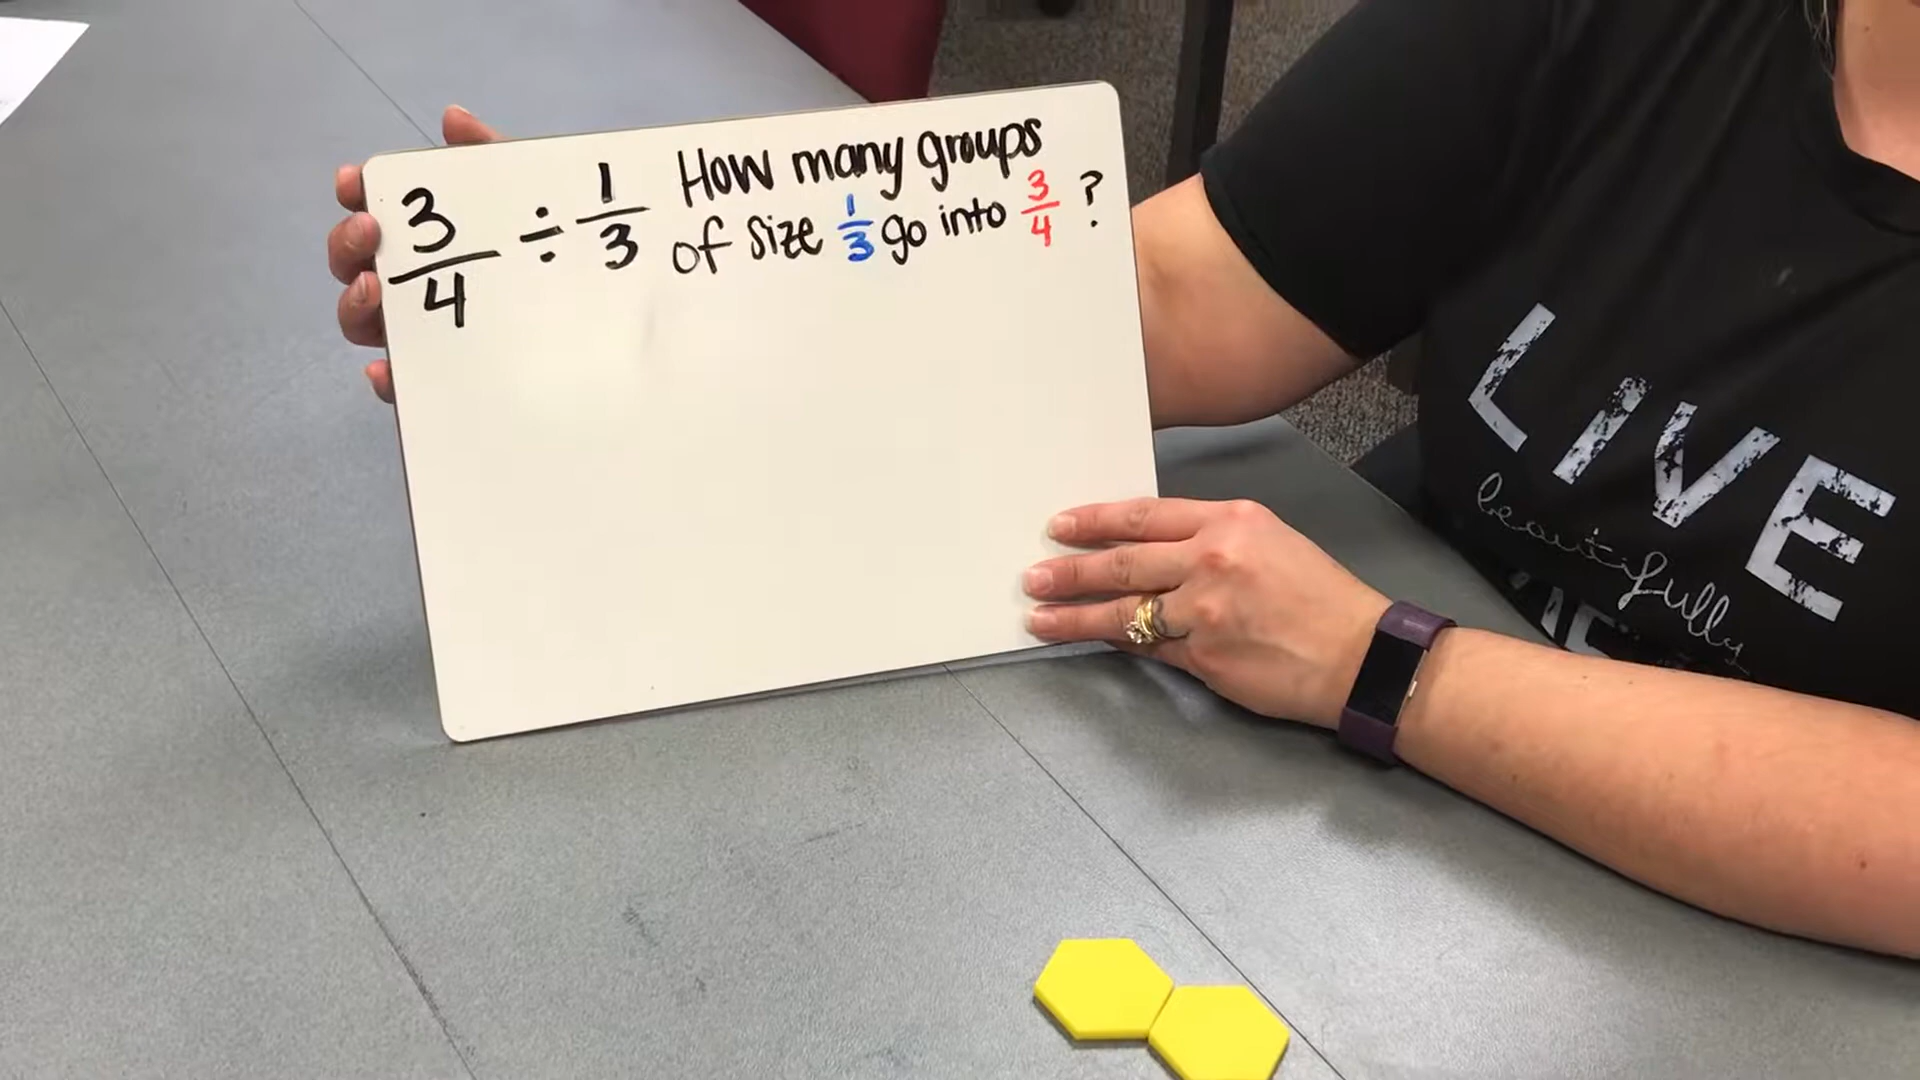 3/4 ÷ 1/3 How many groups
of size 1/3 go into 3/4 ?
LIVE
beautifully